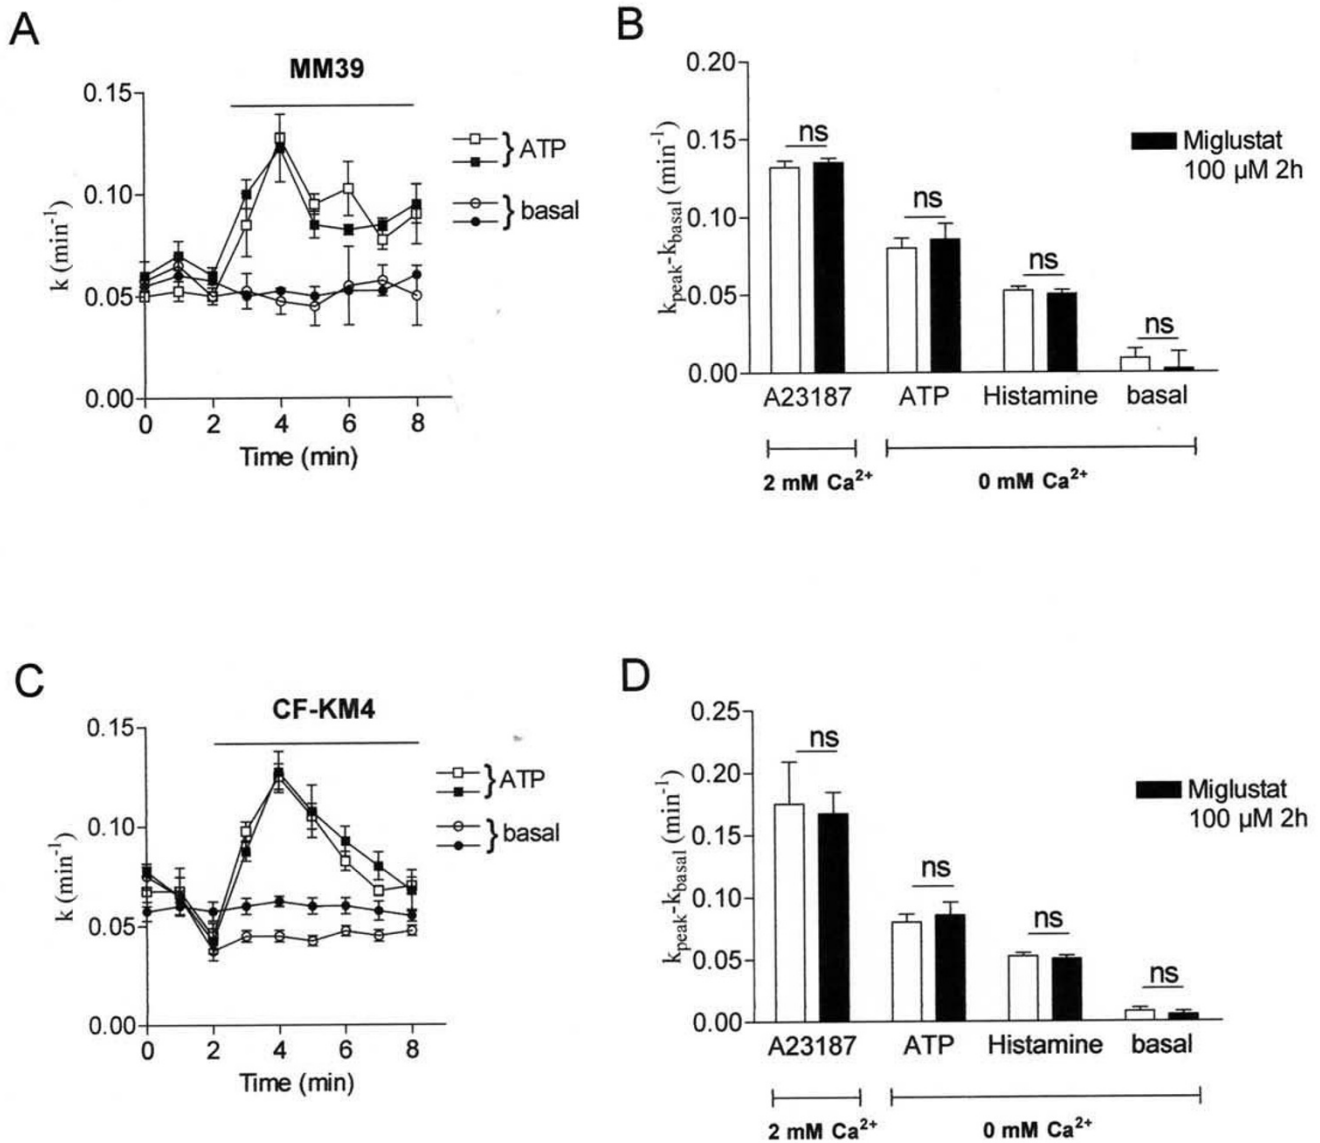 A
MM39
0.15
0.10
0.05
0.00
k (min-1)
0 2 4 6 8
Time (min)
ATP
basal
B
0.20
0.15
0.10
0.05
0.00
kpeak-kbasal (min-1)
ns
ns
ns
ns
Miglustat
100 µM 2h
A23187 ATP Histamine basal
2 mM Ca2+ 0 mM Ca2+
C
CF-KM4
0.15
0.10
0.05
0.00
k (min-1)
0 2 4 6 8
Time (min)
ATP
basal
D
0.25
0.20
0.15
0.10
0.05
0.00
kpeak-kbasal (min-1)
ns
ns
ns
ns
Miglustat
100 µM 2h
A23187 ATP Histamine basal
2 mM Ca2+ 0 mM Ca2+